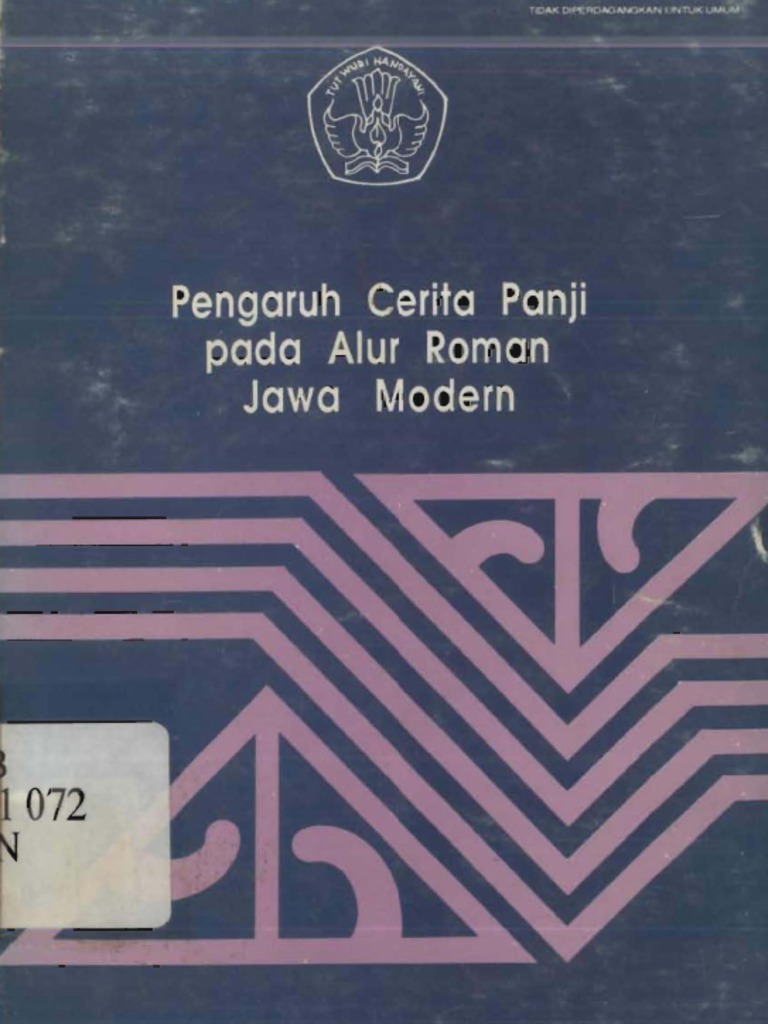 TIDAK DIPERDAGANGKAN UNTUK UMUM
TUT WURI HANDAYANI
Pengaruh Cerita Panji
pada Alur Roman
Jawa Modern
1 072
N